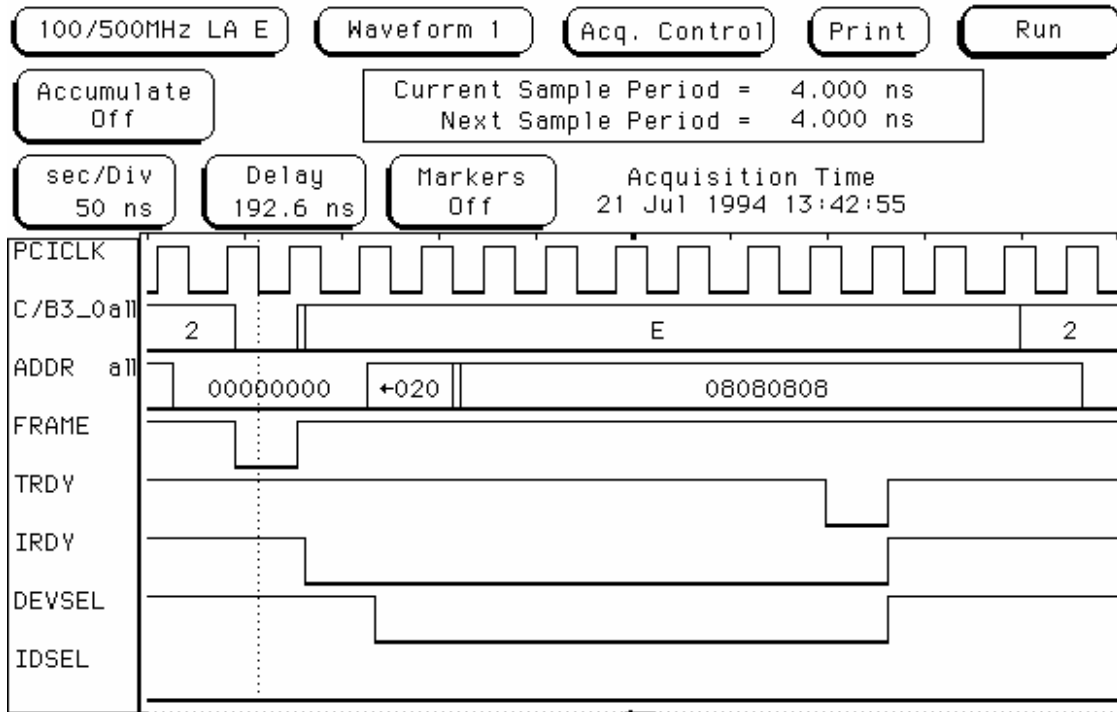 100/500MHz LA E Waveform 1 Acq. Control Print Run
Accumulate
Off
Current Sample Period = 4.000 ns
Next Sample Period = 4.000 ns
sec/Div
50 ns
Delay
192.6 ns
Markers
Off
Acquisition Time
21 Jul 1994 13:42:55
PCICLK
C/B3_0all 2 E 2
ADDR all 00000000 ←020 08080808
FRAME
TRDY
IRDY
DEVSEL
IDSEL